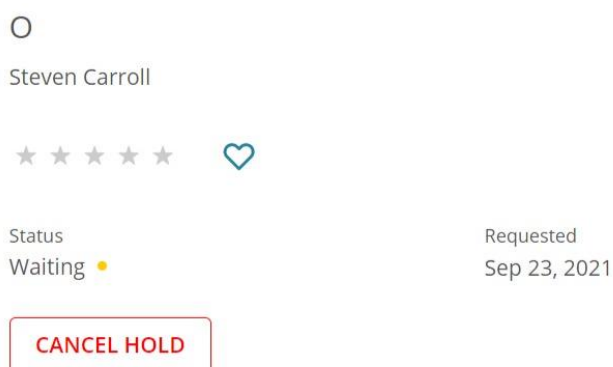 O
Steven Carroll
Status
Waiting
Requested
Sep 23, 2021
CANCEL HOLD